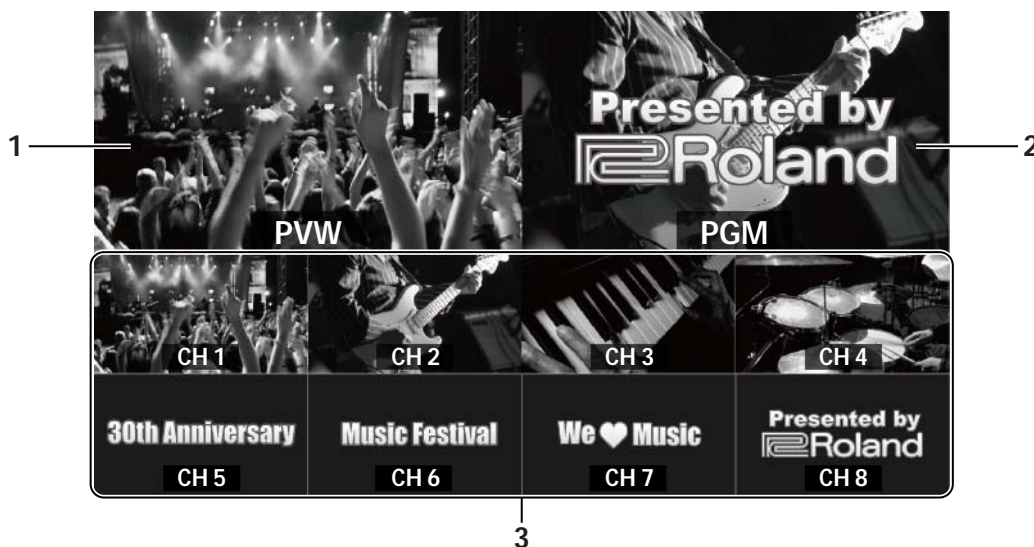 1
2
Presented by
Roland
PVW
PGM
CH 1
CH 2
CH 3
CH 4
30th Anniversary
Music Festival
We ♥ Music
Presented by
Roland
CH 5
CH 6
CH 7
CH 8
3